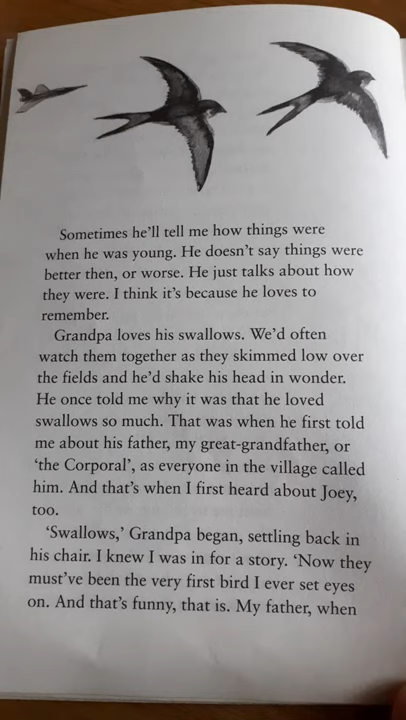 Sometimes he'll tell me how things were
when he was young. He doesn't say things were
better then, or worse. He just talks about how
they were. I think it's because he loves to
remember.
Grandpa loves his swallows. We'd often
watch them together as they skimmed low over
the fields and he'd shake his head in wonder.
He once told me why it was that he loved
swallows so much. That was when he first told
me about his father, my great-grandfather, or
‘the Corporal’, as everyone in the village called
him. And that's when I first heard about Joey,
too.
‘Swallows,’ Grandpa began, settling back in
his chair. I knew I was in for a story. ‘Now they
must've been the very first bird I ever set eyes
on. And that's funny, that is. My father, when